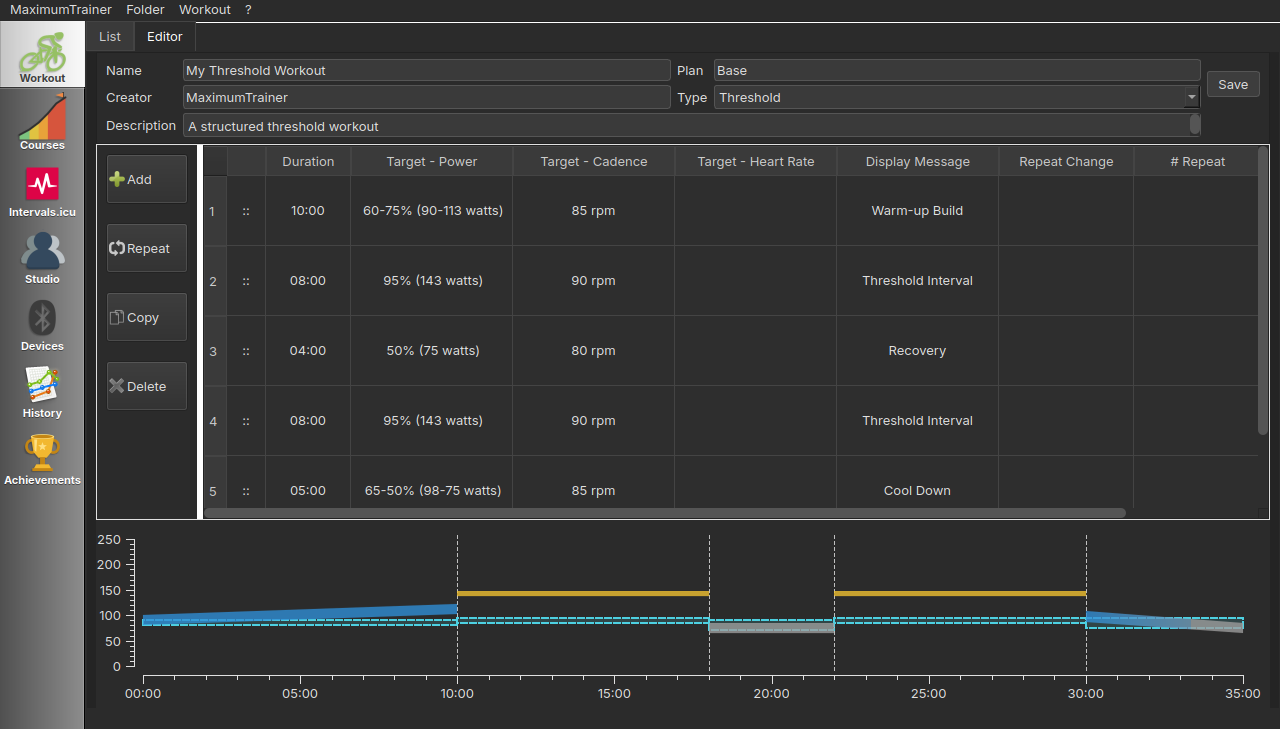 MaximumTrainer Folder Workout ?
List Editor
Workout
Courses
Intervals.icu
Studio
Devices
History
Achievements
Name My Threshold Workout Plan Base
Creator MaximumTrainer Type Threshold
Save
Description A structured threshold workout
Add
Repeat
Copy
Delete
Duration Target - Power Target - Cadence Target - Heart Rate Display Message Repeat Change # Repeat
1 :: 10:00 60-75% (90-113 watts) 85 rpm Warm-up Build
2 :: 08:00 95% (143 watts) 90 rpm Threshold Interval
3 :: 04:00 50% (75 watts) 80 rpm Recovery
4 :: 08:00 95% (143 watts) 90 rpm Threshold Interval
5 :: 05:00 65-50% (98-75 watts) 85 rpm Cool Down
250
200
150
100
50
0
00:00 05:00 10:00 15:00 20:00 25:00 30:00 35:00